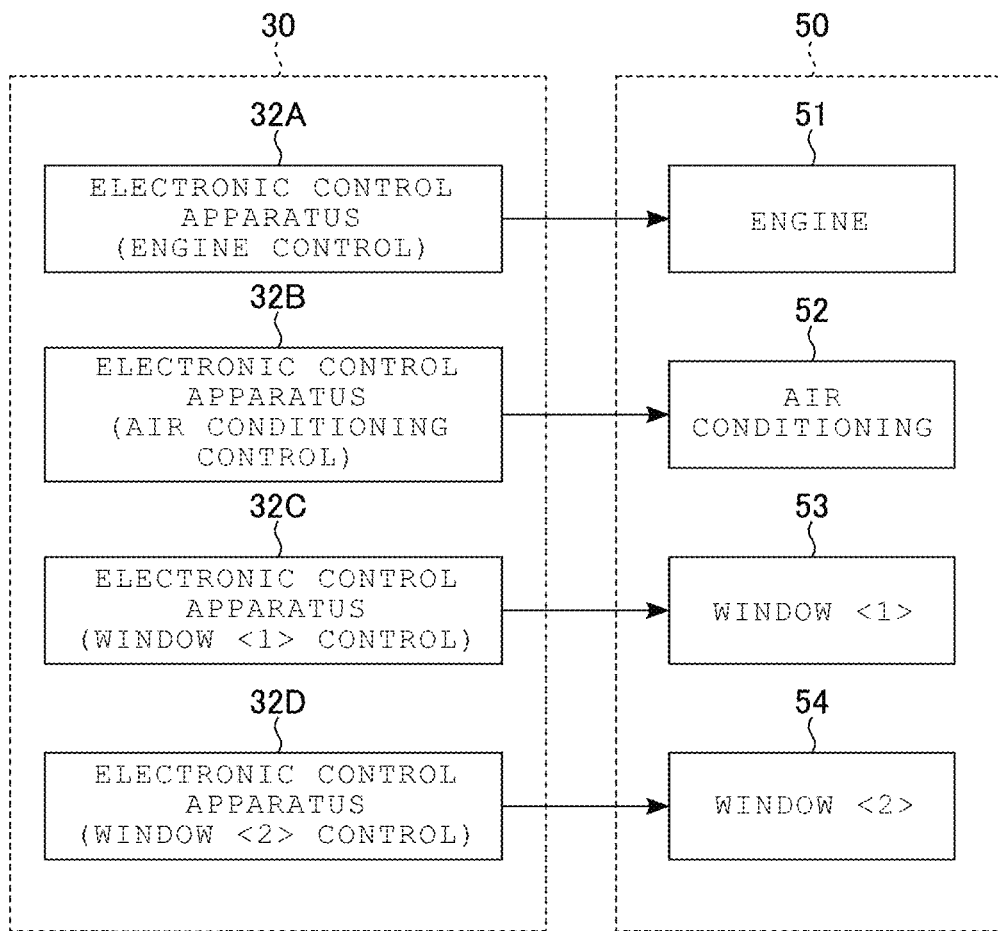 30
50
32A
ELECTRONIC CONTROL
APPARATUS
(ENGINE CONTROL)
51
ENGINE
32B
ELECTRONIC CONTROL
APPARATUS
(AIR CONDITIONING
CONTROL)
52
AIR
CONDITIONING
32C
ELECTRONIC CONTROL
APPARATUS
(WINDOW <1> CONTROL)
53
WINDOW <1>
32D
ELECTRONIC CONTROL
APPARATUS
(WINDOW <2> CONTROL)
54
WINDOW <2>